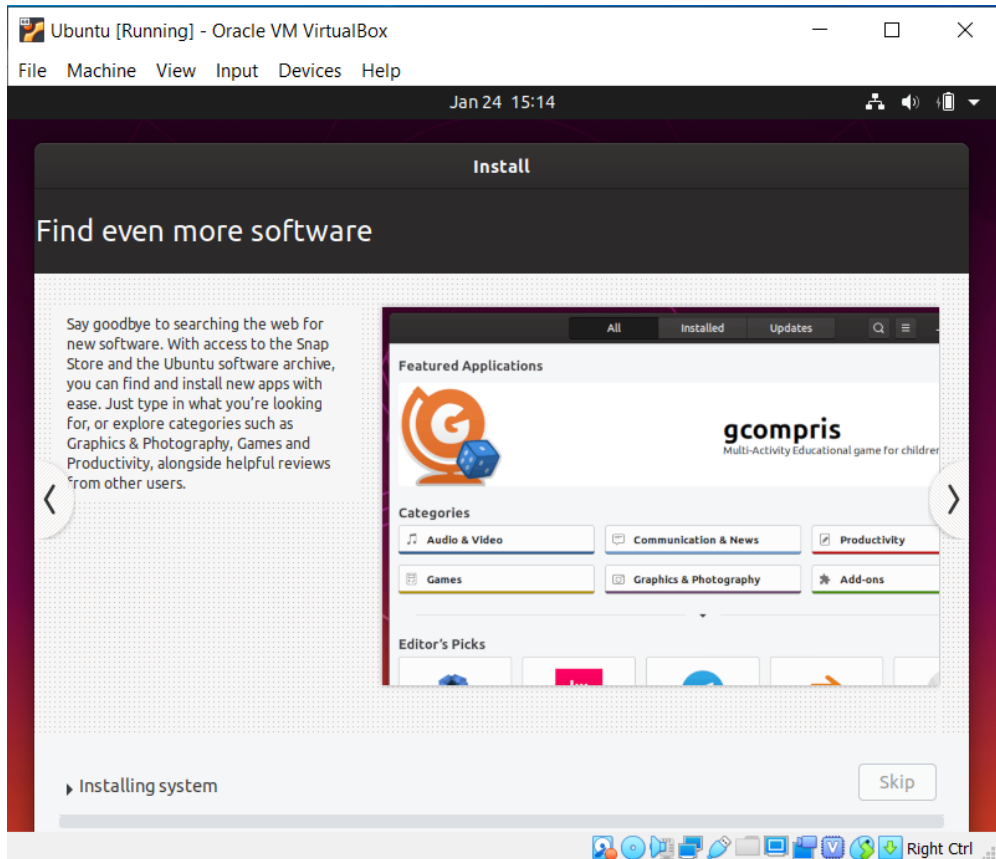 Ubuntu [Running] - Oracle VM VirtualBox
File Machine View Input Devices Help
Jan 24 15:14
Install
Find even more software
Say goodbye to searching the web for
new software. With access to the Snap
Store and the Ubuntu software archive,
you can find and install new apps with
ease. Just type in what you're looking
for, or explore categories such as
Graphics & Photography, Games and
Productivity, alongside helpful reviews
from other users.
All Installed Updates
Featured Applications
gcompris
Multi-Activity Educational game for children
Categories
Audio & Video Communication & News Productivity
Games Graphics & Photography Add-ons
Editor's Picks
Installing system
Skip
Right Ctrl